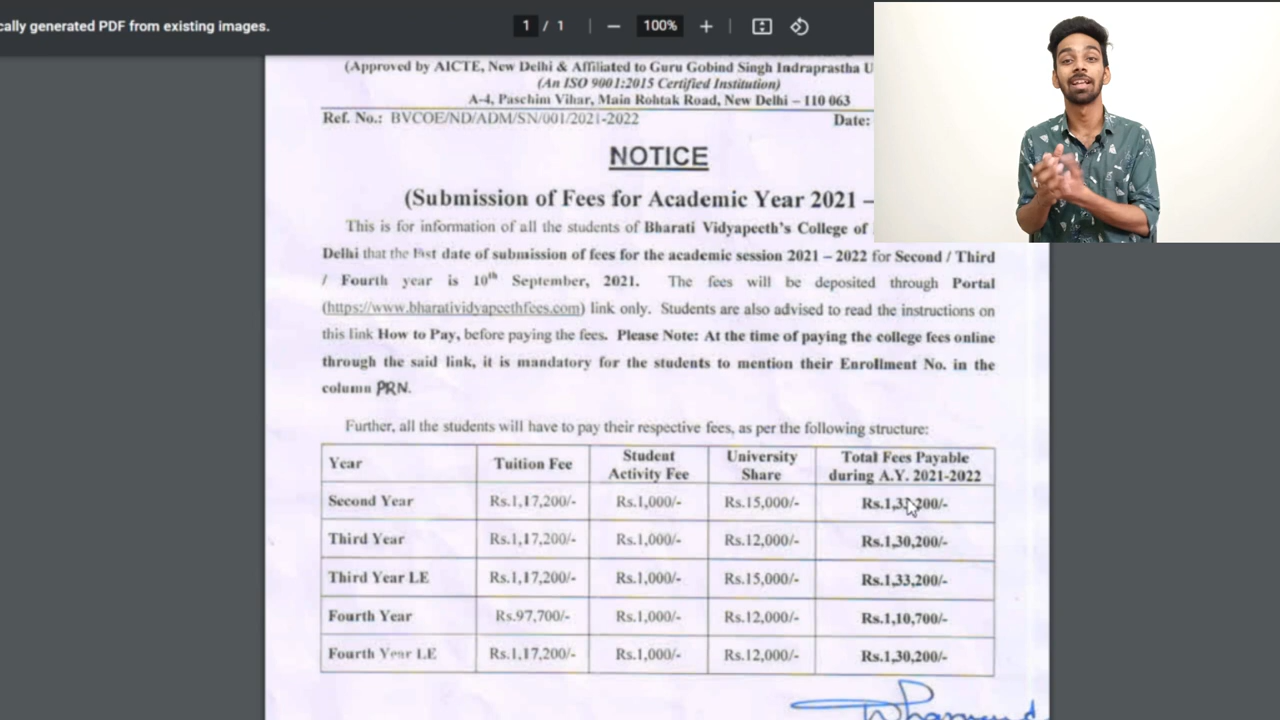 cally generated PDF from existing images.
1 / 1
100%
(Approved by AICTE, New Delhi & Affiliated to Guru Gobind Singh Indraprastha U
(An ISO 9001:2015 Certified Institution)
A-4, Paschim Vihar, Main Rohtak Road, New Delhi – 110 063
Ref. No.: BVCOE/ND/ADM/SN/001/2021-2022 Date:
NOTICE
(Submission of Fees for Academic Year 2021 –
This is for information of all the students of Bharati Vidyapeeth's College of
Delhi that the last date of submission of fees for the academic session 2021 – 2022 for Second / Third
/ Fourth year is 10th September, 2021. The fees will be deposited through Portal
(https://www.bharatividyapeethfees.com) link only. Students are also advised to read the instructions on
this link How to Pay, before paying the fees. Please Note: At the time of paying the college fees online
through the said link, it is mandatory for the students to mention their Enrollment No. in the
column PRN.
Further, all the students will have to pay their respective fees, as per the following structure:
Year Tuition Fee Student Activity Fee University Share Total Fees Payable during A.Y. 2021-2022
Second Year Rs.1,17,200/- Rs.1,000/- Rs.15,000/- Rs.1,33,200/-
Third Year Rs.1,17,200/- Rs.1,000/- Rs.12,000/- Rs.1,30,200/-
Third Year LE Rs.1,17,200/- Rs.1,000/- Rs.15,000/- Rs.1,33,200/-
Fourth Year Rs.97,700/- Rs.1,000/- Rs.12,000/- Rs.1,10,700/-
Fourth Year LE Rs.1,17,200/- Rs.1,000/- Rs.12,000/- Rs.1,30,200/-